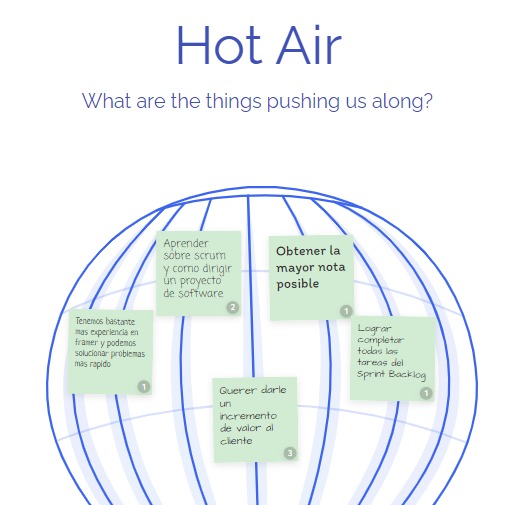 Hot Air
What are the things pushing us along?
Aprender
sobre scrum
y como dirigir
un proyecto
de software
2
Obtener la
mayor nota
posible
1
Tenemos bastante
mas experiencia en
framer y podemos
solucionar problemas
mas rapido
1
Lograr
completar
todas las
tareas del
Sprint Backlog
1
Querer darle
un
incremento
de valor al
cliente
3